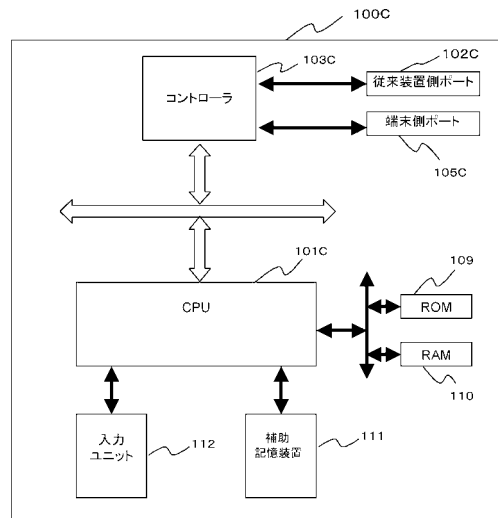 100C
103C
102C
コントローラ
従来装置側ポート
端末側ポート
105C
101C
CPU
109
ROM
RAM
110
入力
ユニット
112
補助
記憶装置
111